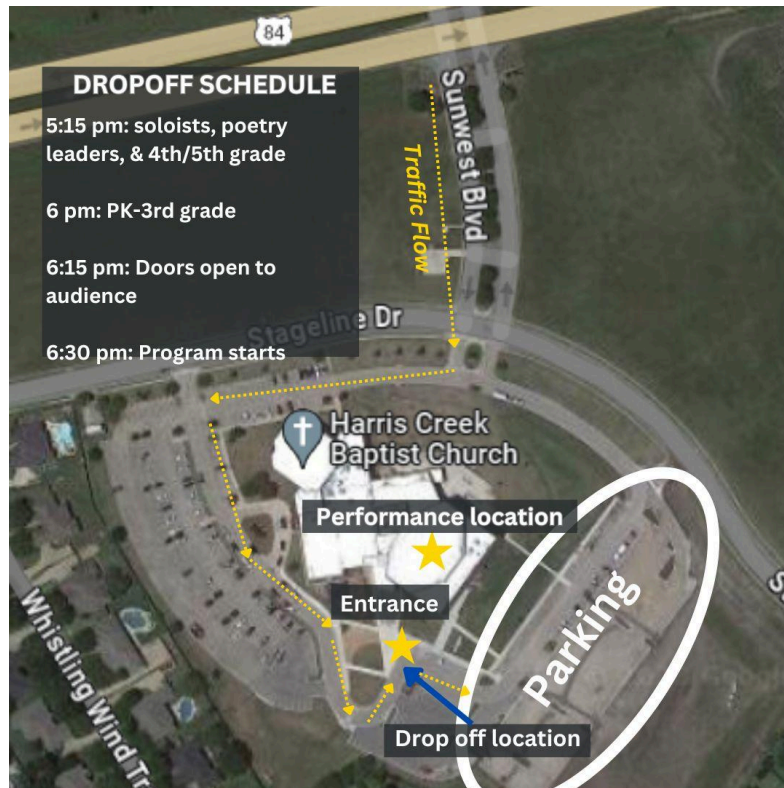 84
DROPOFF SCHEDULE
5:15 pm: soloists, poetry
leaders, & 4th/5th grade
6 pm: PK-3rd grade
6:15 pm: Doors open to
audience
6:30 pm: Program starts
Sunwest Blvd
Traffic Flow
Stageline Dr
Harris Creek
Baptist Church
Performance location
Entrance
Parking
Drop off location
Whistling Wind Tr
S